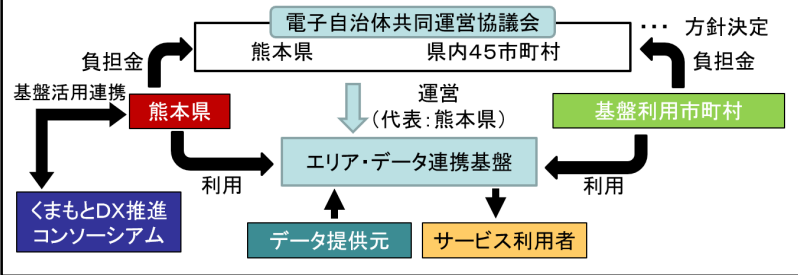 電子自治体共同運営協議会
熊本県 県内45市町村
･･･ 方針決定
負担金
負担金
基盤活用連携
熊本県
運営
(代表:熊本県)
基盤利用市町村
エリア・データ連携基盤
利用
利用
くまもとDX推進
コンソーシアム
データ提供元
サービス利用者